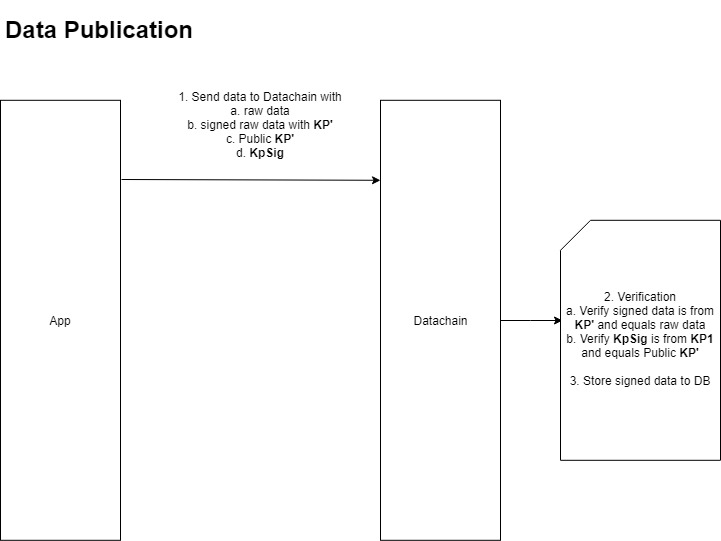 Data Publication
1. Send data to Datachain with
a. raw data
b. signed raw data with KP'
c. Public KP'
d. KpSig
App
Datachain
2. Verification
a. Verify signed data is from
KP' and equals raw data
b. Verify KpSig is from KP1
and equals Public KP'
3. Store signed data to DB